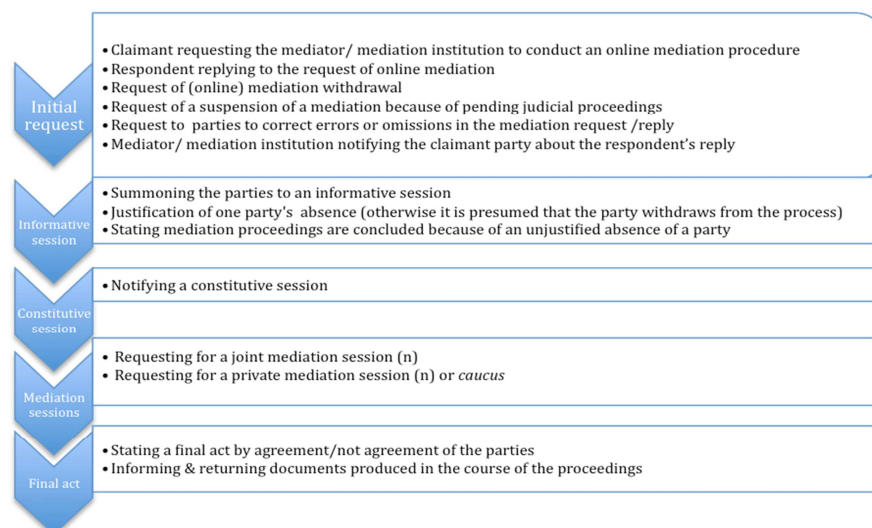 Initial
request
•Claimant requesting the mediator/ mediation institution to conduct an online mediation procedure
•Respondent replying to the request of online mediation
•Request of (online) mediation withdrawal
•Request of a suspension of a mediation because of pending judicial proceedings
•Request to parties to correct errors or omissions in the mediation request /reply
•Mediator/ mediation institution notifying the claimant party about the respondent's reply
Informative
session
•Summoning the parties to an informative session
•Justification of one party's absence (otherwise it is presumed that the party withdraws from the process)
•Stating mediation proceedings are concluded because of an unjustified absence of a party
Constitutive
session
•Notifying a constitutive session
Mediation
sessions
• Requesting for a joint mediation session (n)
• Requesting for a private mediation session (n) or caucus
Final act
•Stating a final act by agreement/not agreement of the parties
•Informing & returning documents produced in the course of the proceedings